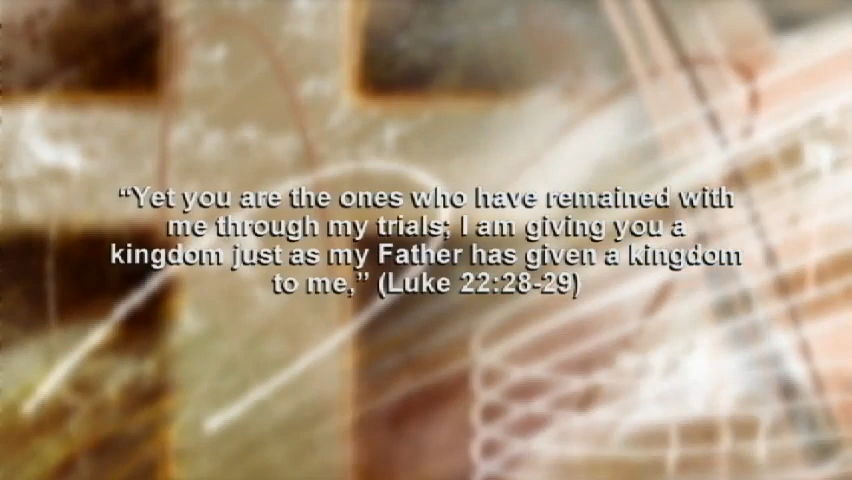 “Yet you are the ones who have remained with
me through my trials; I am giving you a
kingdom just as my Father has given a kingdom
to me,” (Luke 22:28-29)